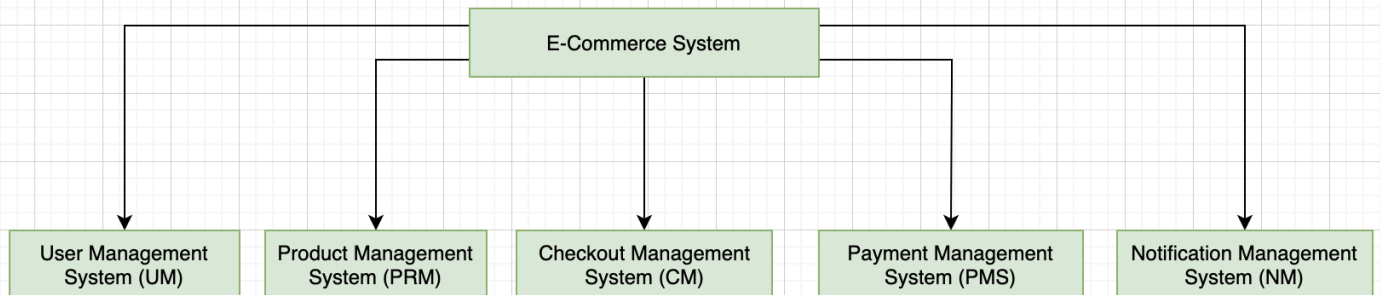 E-Commerce System
User Management
System (UM)
Product Management
System (PRM)
Checkout Management
System (CM)
Payment Management
System (PMS)
Notification Management
System (NM)